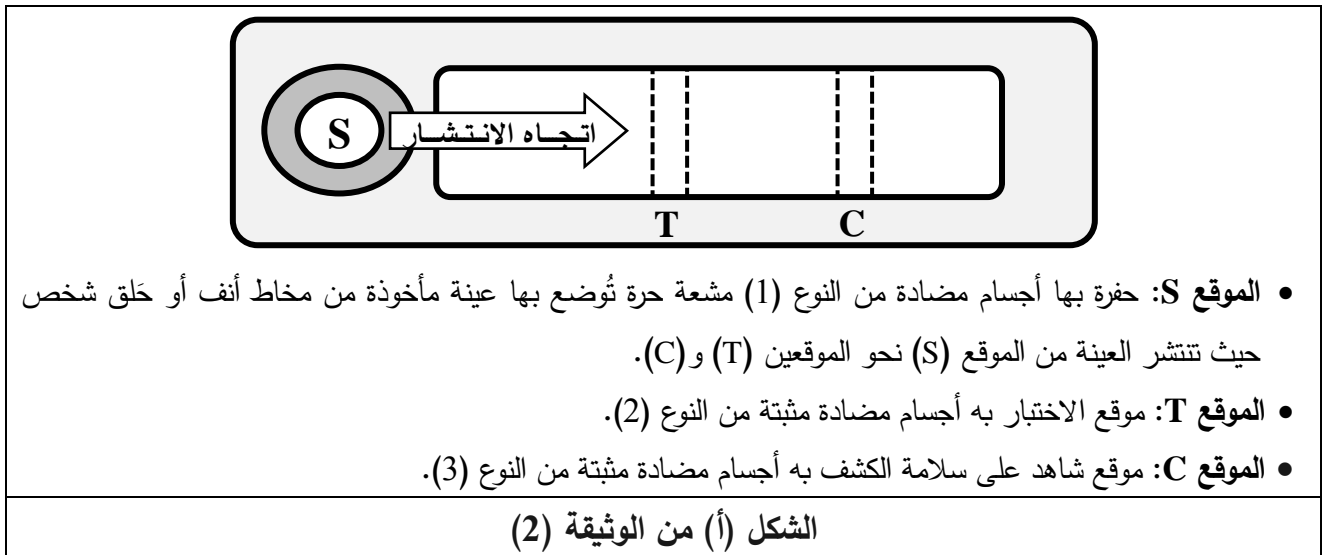 S
اتجاه الانتشار
T C
• الموقع S: حفرة بها أجسام مضادة من النوع (1) مشعة حرة تُوضع بها عينة مأخوذة من مخاط أنف أو حَلق شخص
حيث تنتشر العينة من الموقع (S) نحو الموقعين (T) و(C).
• الموقع T: موقع الاختبار به أجسام مضادة مثبتة من النوع (2).
• الموقع C: موقع شاهد على سلامة الكشف به أجسام مضادة مثبتة من النوع (3).
الشكل (أ) من الوثيقة (2)